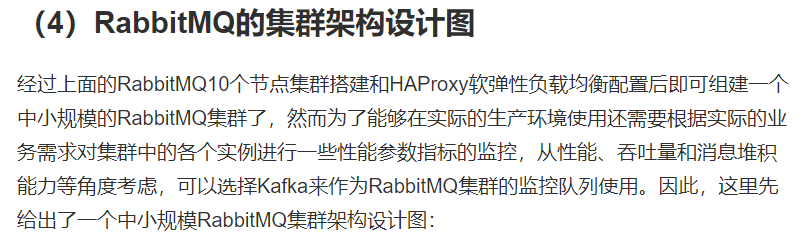 （4）RabbitMQ的集群架构设计图
经过上面的RabbitMQ10个节点集群搭建和HAProxy软弹性负载均衡配置后即可组建一个
中小规模的RabbitMQ集群了，然而为了能够在实际的生产环境使用还需要根据实际的业
务需求对集群中的各个实例进行一些性能参数指标的监控，从性能、吞吐量和消息堆积
能力等角度考虑，可以选择Kafka来作为RabbitMQ集群的监控队列使用。因此，这里先
给出了一个中小规模RabbitMQ集群架构设计图：